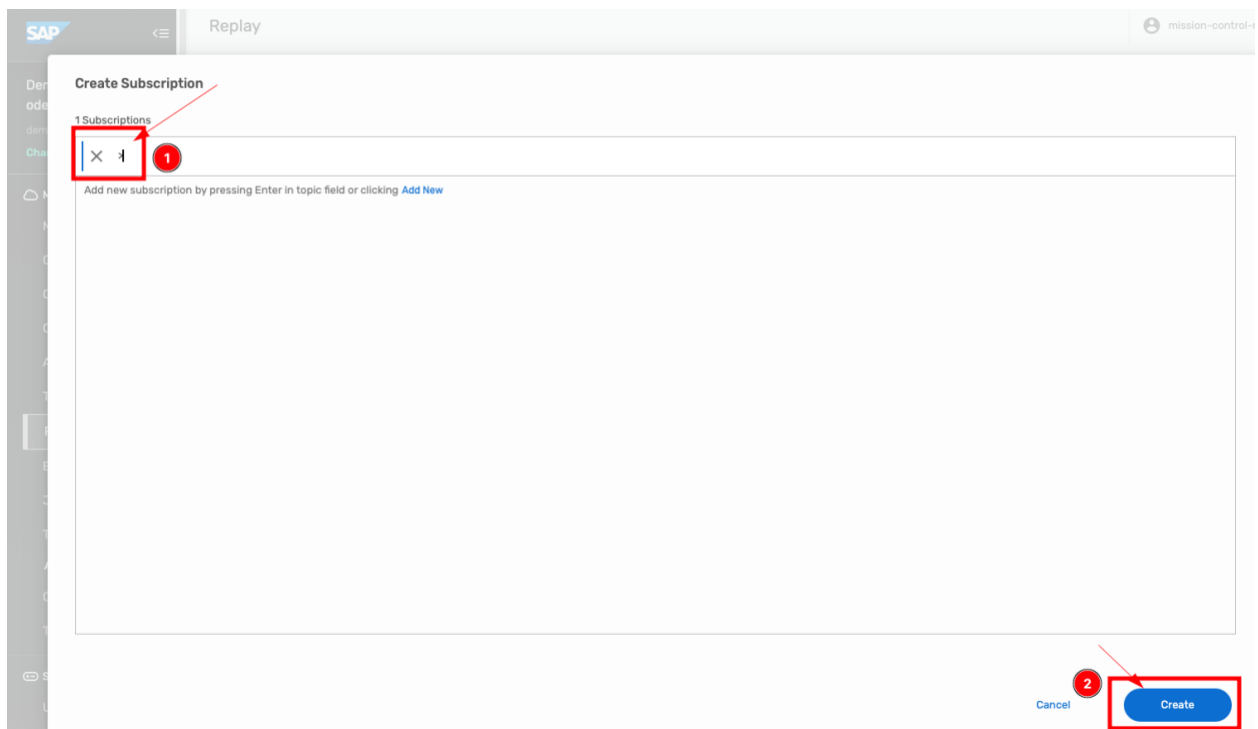 SAP
Replay
mission-control-
Create Subscription
1 Subscriptions
>
1
Add new subscription by pressing Enter in topic field or clicking Add New
2
Cancel
Create